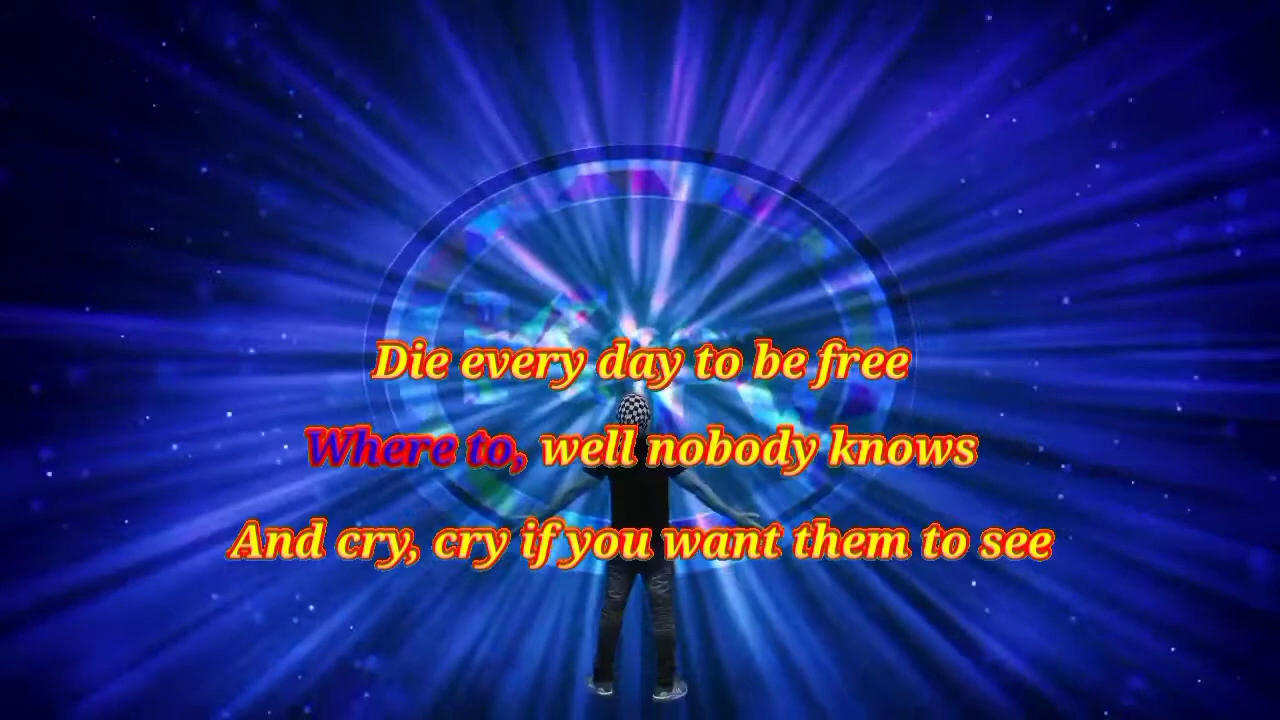 Die every day to be free
Where to, well nobody knows
And cry, cry if you want them to see